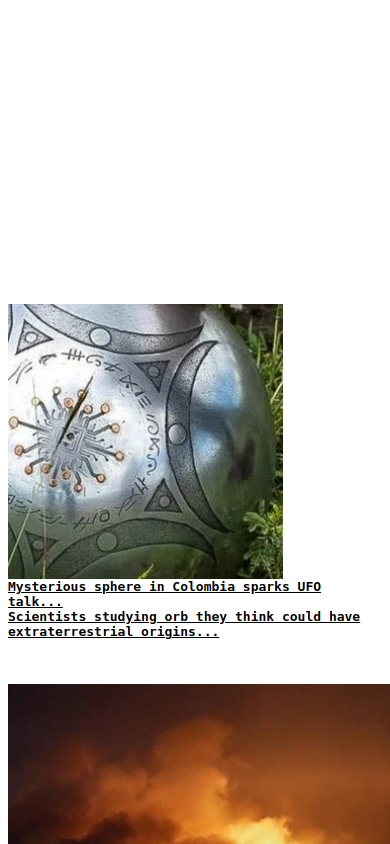 Mysterious sphere in Colombia sparks UFO
talk...
Scientists studying orb they think could have
extraterrestrial origins...